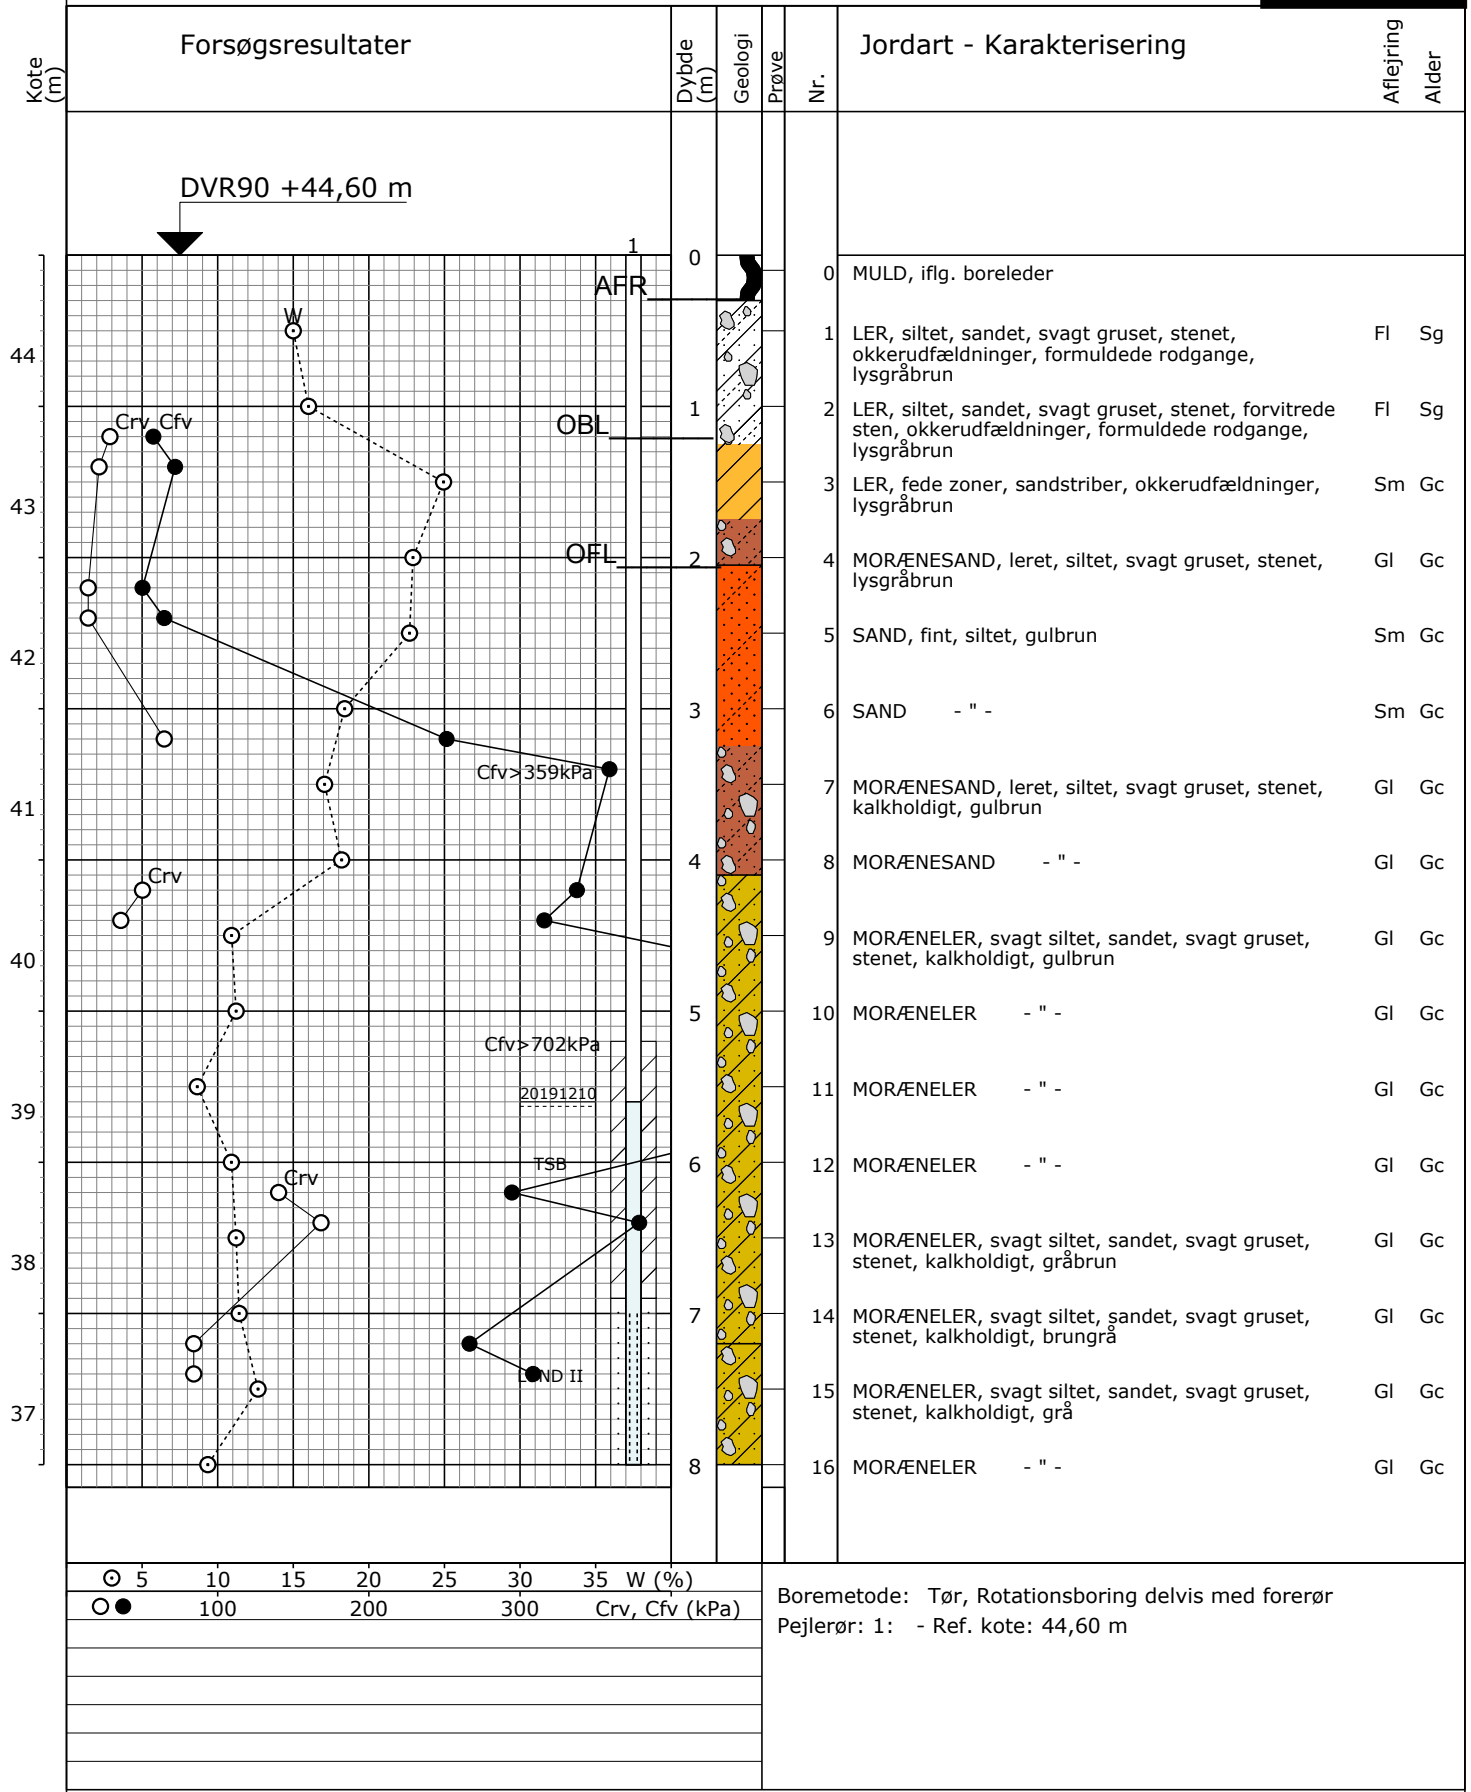 Forsøgsresultater
Kote (m)
Dybde (m)
Geologi
Prøve
Nr.
Jordart - Karakterisering
Aflejring
Alder
DVR90 +44,60 m
1
0
AFR
0 MULD, iflg. boreleder
W
44
1 LER, siltet, sandet, svagt gruset, stenet, Fl Sg
okkerudfældninger, formuldede rodgange,
lysgråbrun
1
Crv Cfv
OBL
2 LER, siltet, sandet, svagt gruset, stenet, forvitrede Fl Sg
sten, okkerudfældninger, formuldede rodgange,
lysgråbrun
43
3 LER, fede zoner, sandstriber, okkerudfældninger, Sm Gc
lysgråbrun
OFL
2
4 MORÆNESAND, leret, siltet, svagt gruset, stenet, Gl Gc
lysgråbrun
42
5 SAND, fint, siltet, gulbrun Sm Gc
3
6 SAND - " - Sm Gc
Cfv>359kPa
41
7 MORÆNESAND, leret, siltet, svagt gruset, stenet, Gl Gc
kalkholdigt, gulbrun
4
8 MORÆNESAND - " - Gl Gc
Crv
40
9 MORÆNELER, svagt siltet, sandet, svagt gruset, Gl Gc
stenet, kalkholdigt, gulbrun
5
10 MORÆNELER - " - Gl Gc
Cfv>702kPa
20191210
39
11 MORÆNELER - " - Gl Gc
6
TSB
12 MORÆNELER - " - Gl Gc
Crv
38
13 MORÆNELER, svagt siltet, sandet, svagt gruset, Gl Gc
stenet, kalkholdigt, gråbrun
7
14 MORÆNELER, svagt siltet, sandet, svagt gruset, Gl Gc
stenet, kalkholdigt, brungrå
II
37
15 MORÆNELER, svagt siltet, sandet, svagt gruset, Gl Gc
stenet, kalkholdigt, grå
8
16 MORÆNELER - " - Gl Gc
5 10 15 20 25 30 35 W (%)
100 200 300 Crv, Cfv (kPa)
Boremetode: Tør, Rotationsboring delvis med forerør
Pejlerør: 1: - Ref. kote: 44,60 m